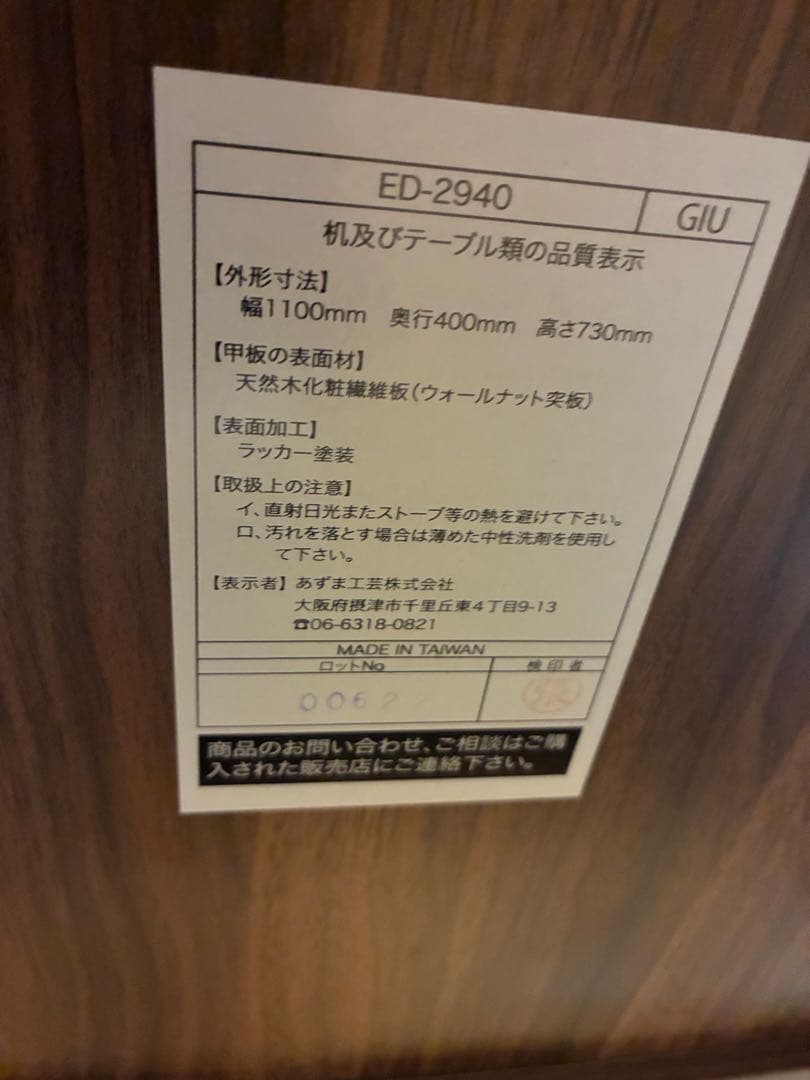 ED-2940 GIU
机及びテーブル類の品質表示
【外形寸法】
幅1100mm 奥行400mm 高さ730mm
【甲板の表面材】
天然木化粧繊維板(ウォールナット突板)
【表面加工】
ラッカー塗装
【取扱上の注意】
イ、直射日光またストーブ等の熱を避けて下さい。
ロ、汚れを落とす場合は薄めた中性洗剤を使用し
て下さい。
【表示者】あずま工芸株式会社
大阪府摂津市千里丘東4丁目9-13
☎06-6318-0821
MADE IN TAIWAN
ロットNo 検印者
商品のお問い合わせ、ご相談はご購
入された販売店にご連絡下さい。